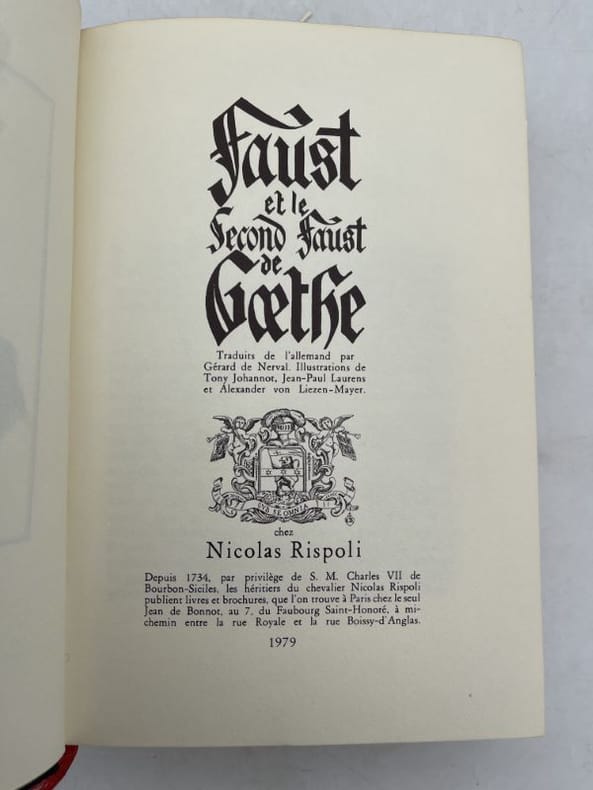 Faust
et le
Second Faust
de
Gœthe
Traduits de l'allemand par
Gérard de Nerval. Illustrations de
Tony Johannot, Jean-Paul Laurens
et Alexander von Liezen-Mayer.
chez
Nicolas Rispoli
Depuis 1734, par privilège de S. M. Charles VII de
Bourbon-Siciles, les héritiers du chevalier Nicolas Rispoli
publient livres et brochures, que l'on trouve à Paris chez le seul
Jean de Bonnot, au 7, du Faubourg Saint-Honoré, à mi-
chemin entre la rue Royale et la rue Boissy-d'Anglas.
1979